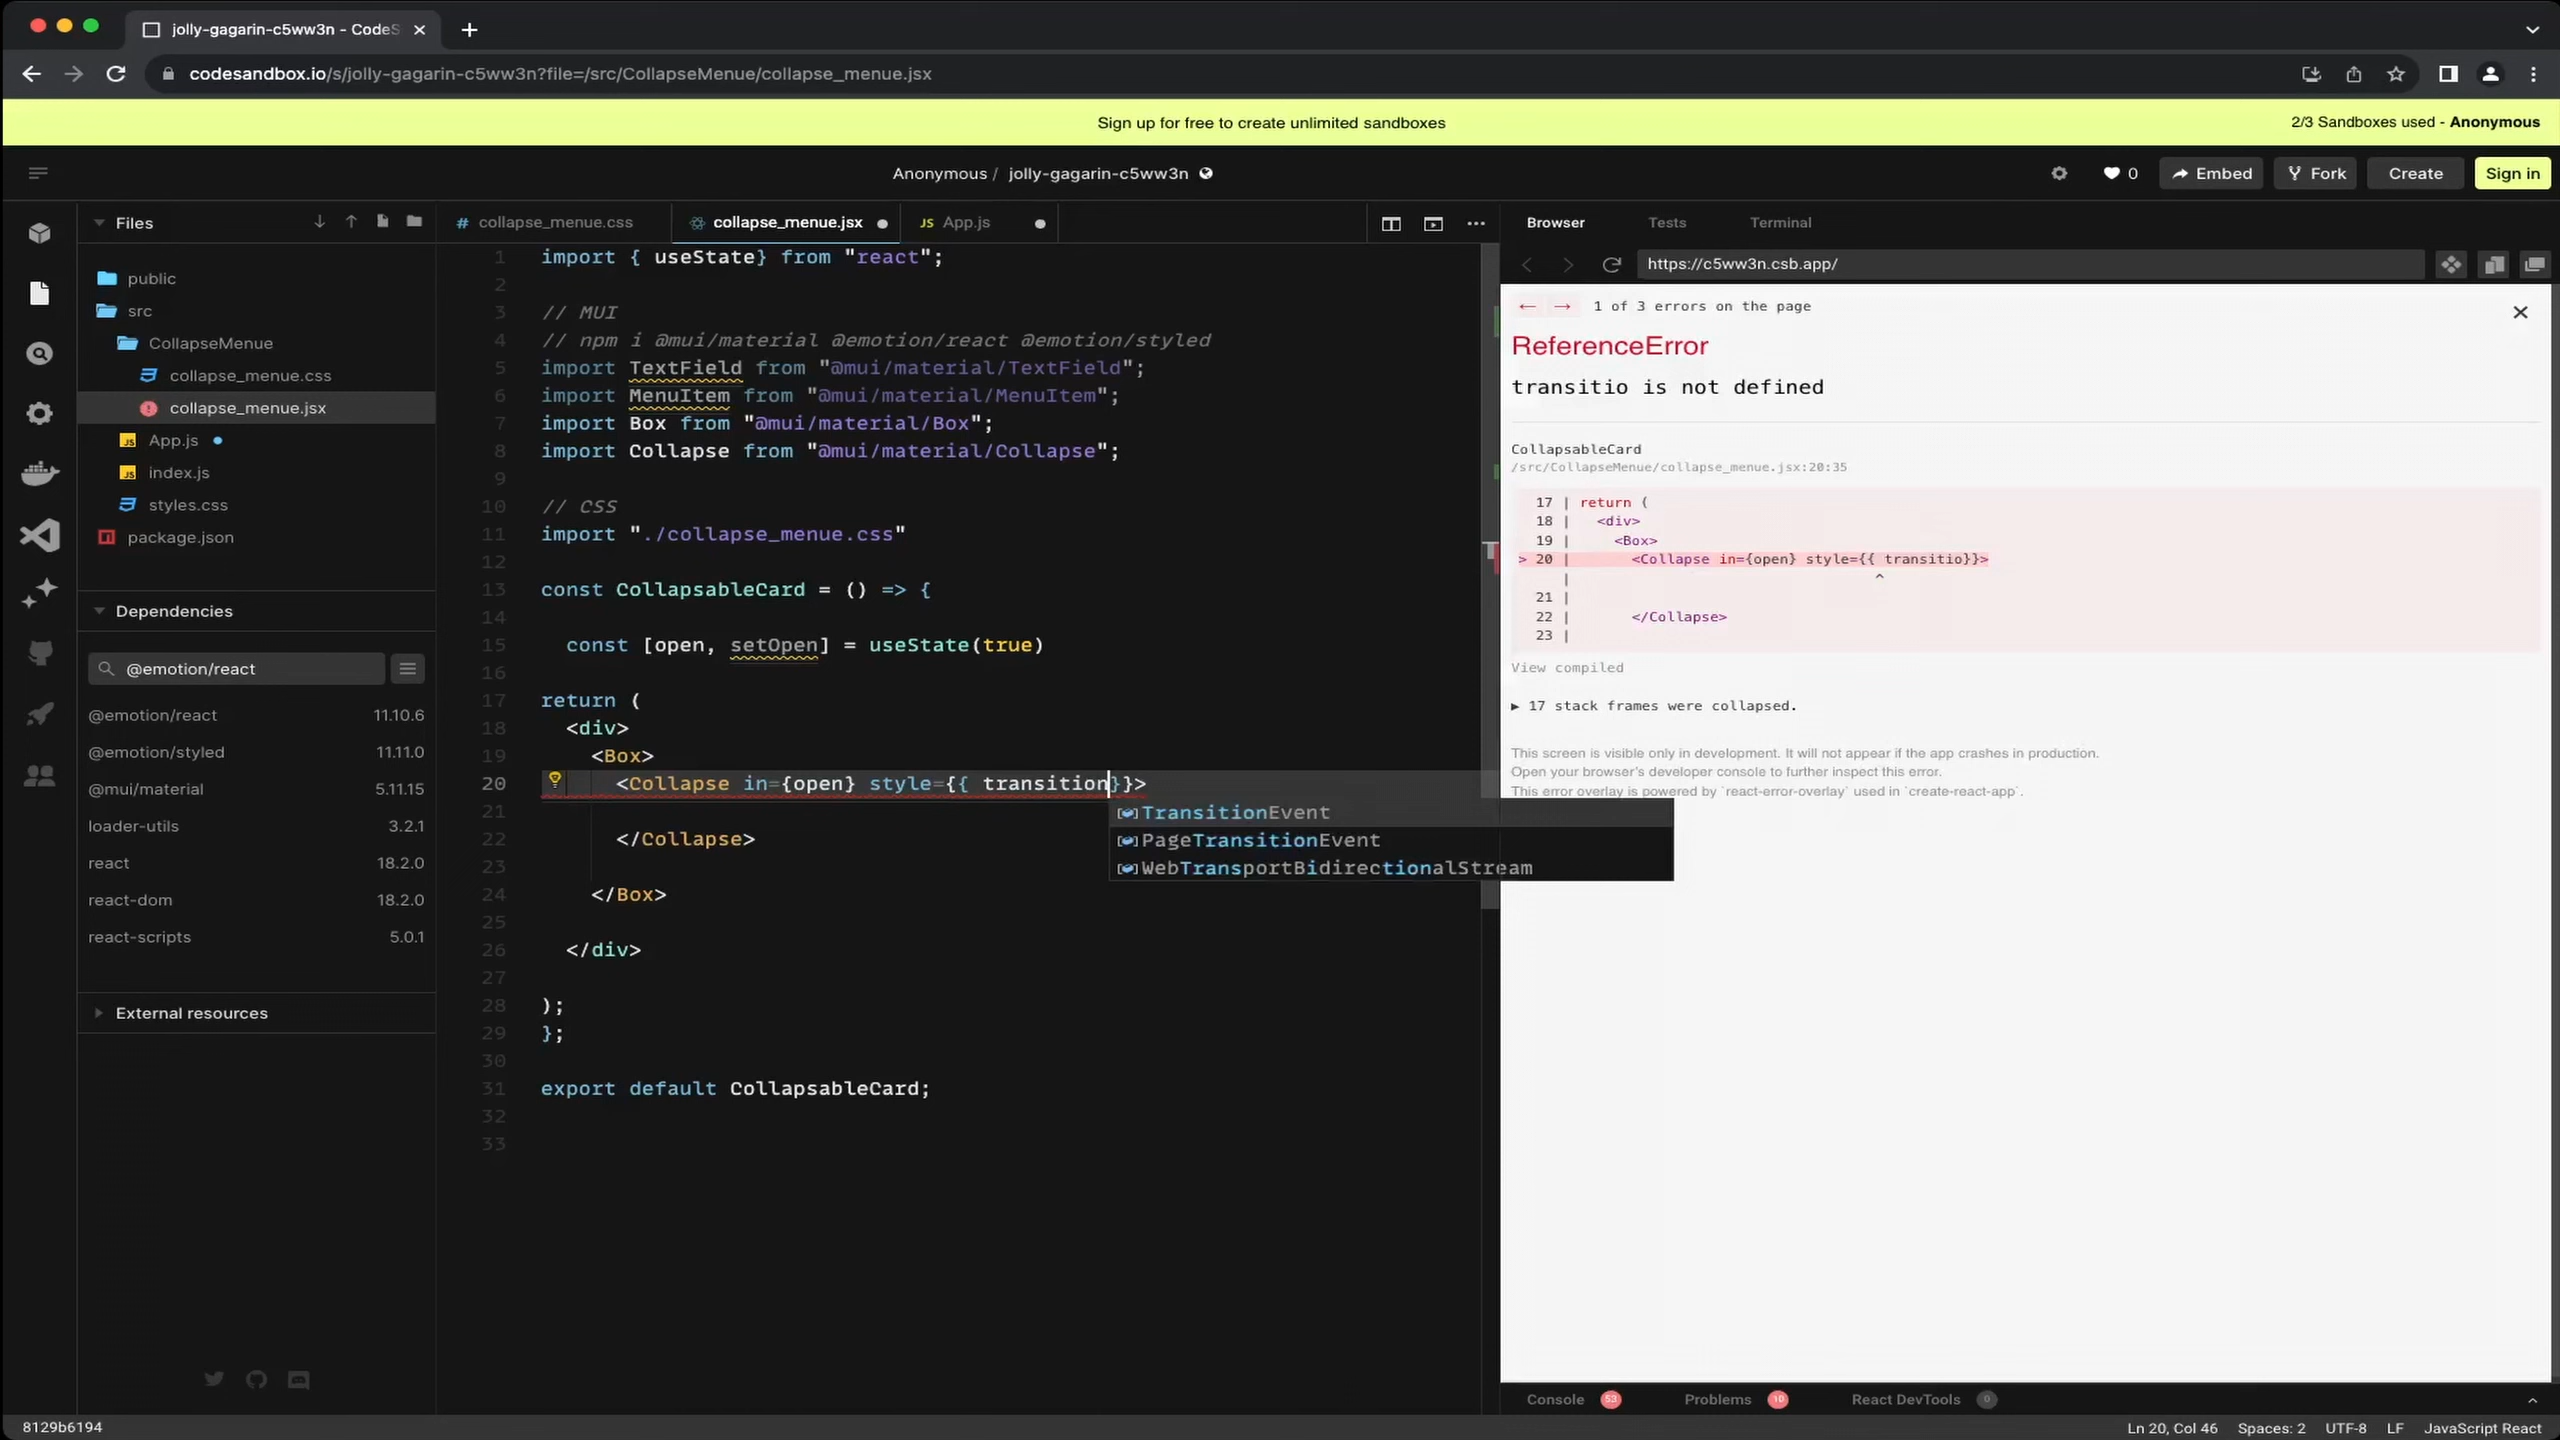 jolly-gagarin-c5ww3n - CodeS
codesandbox.io/s/jolly-gagarin-c5ww3n?file=/src/CollapseMenue/collapse_menue.jsx
Sign up for free to create unlimited sandboxes
2/3 Sandboxes used - Anonymous
Anonymous / jolly-gagarin-c5ww3n
0
Embed
Fork
Create
Sign in
Files
public
src
CollapseMenue
collapse_menue.css
collapse_menue.jsx
App.js
index.js
styles.css
package.json
Dependencies
@emotion/react
@emotion/react 11.10.6
@emotion/styled 11.11.0
@mui/material 5.11.15
loader-utils 3.2.1
react 18.2.0
react-dom 18.2.0
react-scripts 5.0.1
External resources
# collapse_menue.css
collapse_menue.jsx
JS App.js
1 import { useState} from "react";
2
3 // MUI
4 // npm i @mui/material @emotion/react @emotion/styled
5 import TextField from "@mui/material/TextField";
6 import MenuItem from "@mui/material/MenuItem";
7 import Box from "@mui/material/Box";
8 import Collapse from "@mui/material/Collapse";
9
10 // CSS
11 import "./collapse_menue.css"
12
13 const CollapsableCard = () => {
14
15 const [open, setOpen] = useState(true)
16
17 return (
18 <div>
19 <Box>
20 <Collapse in={open} style={{ transition}}>
21
22 </Collapse>
23
24 </Box>
25
26 </div>
27
28 );
29 };
30
31 export default CollapsableCard;
32
33
TransitionEvent
PageTransitionEvent
WebTransportBidirectionalStream
Browser
Tests
Terminal
https://c5ww3n.csb.app/
← → 1 of 3 errors on the page
ReferenceError
transitio is not defined
CollapsableCard
/src/CollapseMenue/collapse_menue.jsx:20:35
17 | return (
18 | <div>
19 | <Box>
> 20 | <Collapse in={open} style={{ transitio}}>
| ^
21 |
22 | </Collapse>
23 |
View compiled
▶ 17 stack frames were collapsed.
This screen is visible only in development. It will not appear if the app crashes in production.
Open your browser's developer console to further inspect this error.
This error overlay is powered by `react-error-overlay` used in `create-react-app`.
Console 53
Problems 10
React DevTools 0
8129b6194
Ln 20, Col 46
Spaces: 2
UTF-8
LF
JavaScript React